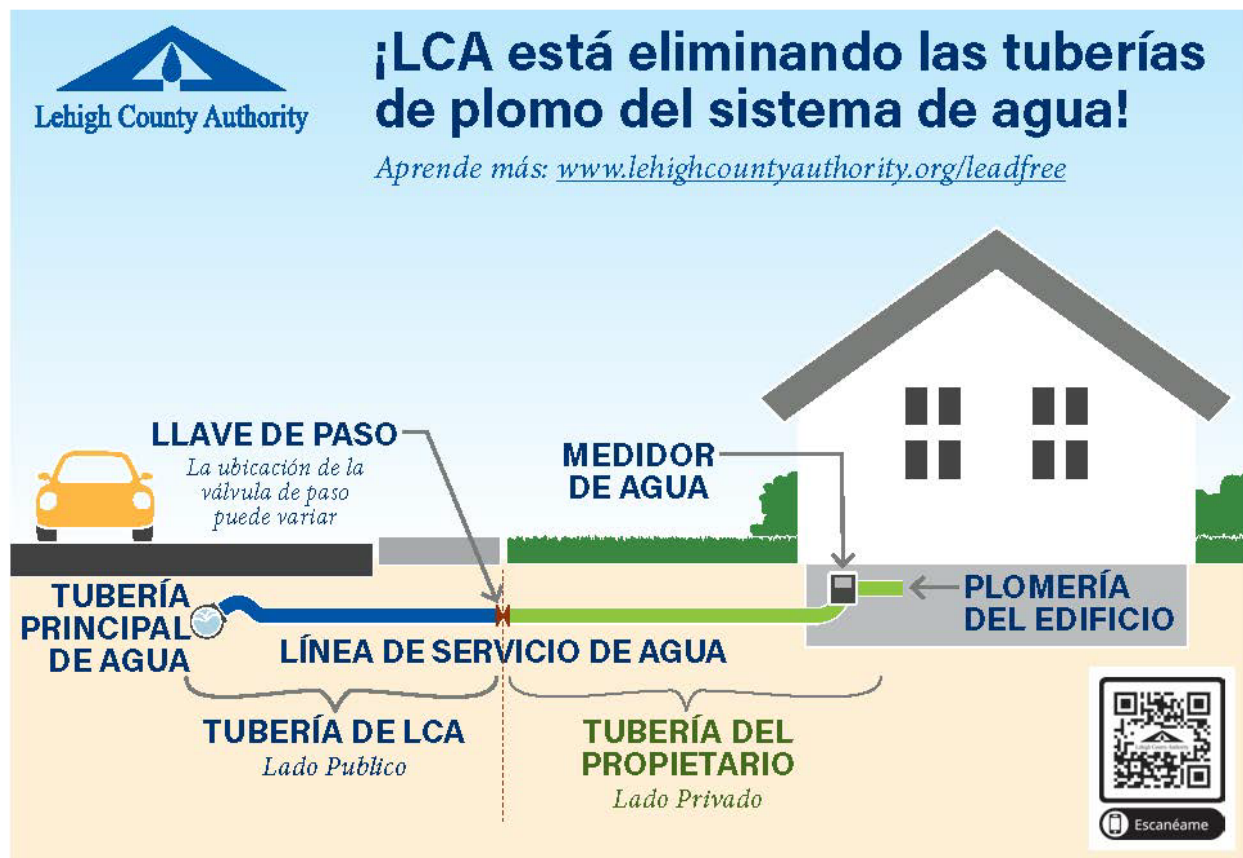 Lehigh County Authority
¡LCA está eliminando las tuberías
de plomo del sistema de agua!
Aprende más: www.lehighcountyauthority.org/leadfree
LLAVE DE PASO
La ubicación de la
válvula de paso
puede variar
MEDIDOR
DE AGUA
TUBERÍA
PRINCIPAL
DE AGUA
PLOMERÍA
DEL EDIFICIO
LÍNEA DE SERVICIO DE AGUA
TUBERÍA DE LCA
Lado Publico
TUBERÍA DEL
PROPIETARIO
Lado Privado
Lehigh County Authority
Escanéame